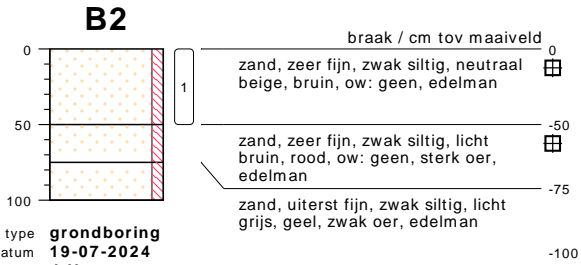 B2
braak / cm tov maaiveld
0
0
zand, zeer fijn, zwak siltig, neutraal
beige, bruin, ow: geen, edelman
1
50
-50
zand, zeer fijn, zwak siltig, licht
bruin, rood, ow: geen, sterk oer,
edelman
-75
100
zand, uiterst fijn, zwak siltig, licht
grijs, geel, zwak oer, edelman
type grondboring
atum 19-07-2024
-100